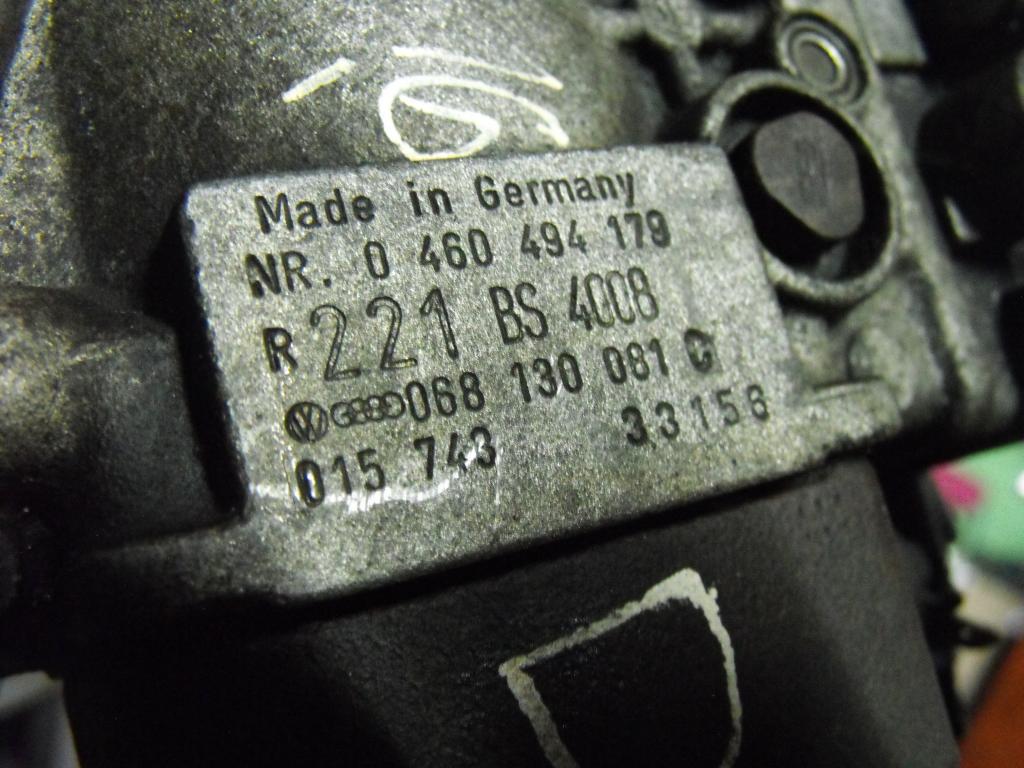 Made in Germany
NR. 0 460 494 179
R 221 BS 4008
068 130 081 C
015 743 33156